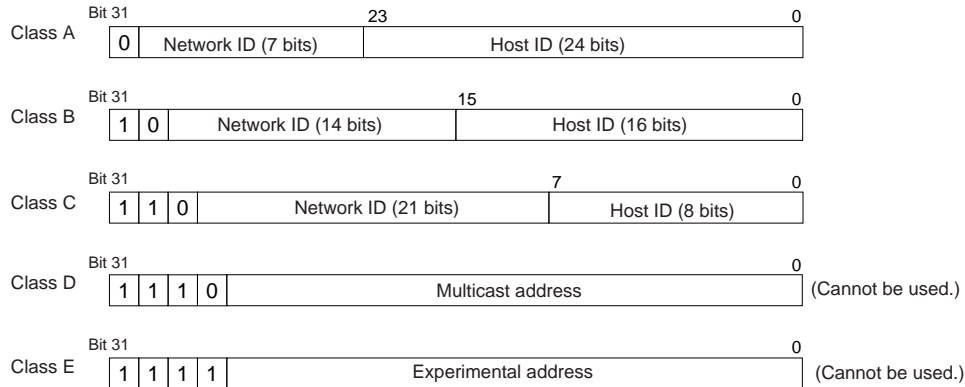 Bit 31 23 0
Class A 0 Network ID (7 bits) Host ID (24 bits)
Bit 31 15 0
Class B 1 0 Network ID (14 bits) Host ID (16 bits)
Bit 31 7 0
Class C 1 1 0 Network ID (21 bits) Host ID (8 bits)
Bit 31 0
Class D 1 1 1 0 Multicast address (Cannot be used.)
Bit 31 0
Class E 1 1 1 1 Experimental address (Cannot be used.)